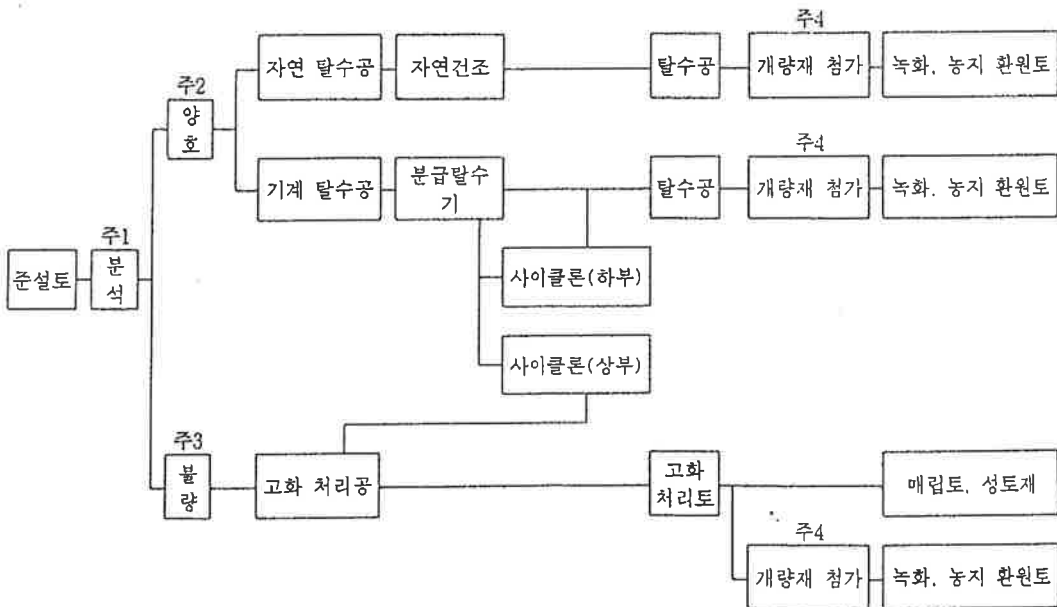 주4
자연 탈수공
자연건조
탈수공
개량재 첨가
녹화, 농지 환원토
주2
양
호
주4
기계 탈수공
분급탈수
기
탈수공
개량재 첨가
녹화, 농지 환원토
주1
준설토
분
석
사이클론(하부)
사이클론(상부)
주3
불
량
고화 처리공
고화
처리토
매립토, 성토재
주4
개량재 첨가
녹화, 농지 환원토